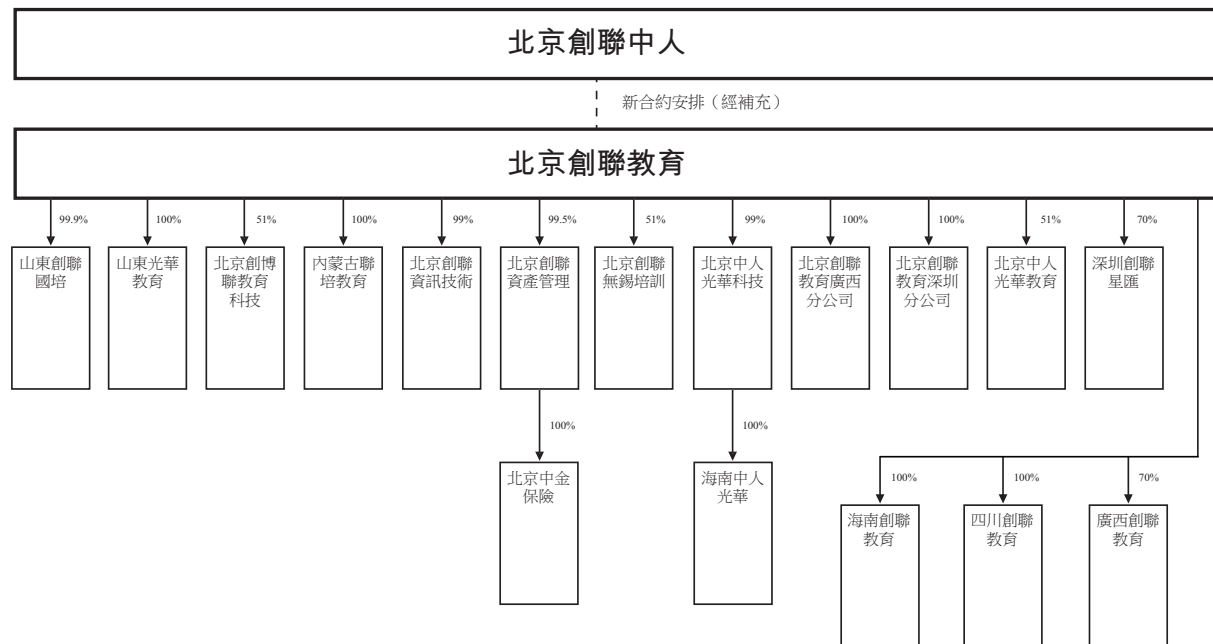 北京創聯中人
新合約安排（經補充）
北京創聯教育
99.9%
100%
51%
100%
99%
99.5%
51%
99%
100%
100%
51%
70%
山東創聯
國培
山東光華
教育
北京創博
聯教育
科技
內蒙古聯
培教育
北京創聯
資訊技術
北京創聯
資產管理
北京創聯
無錫培訓
北京中人
光華科技
北京創聯
教育廣西
分公司
北京創聯
教育深圳
分公司
北京中人
光華教育
深圳創聯
星匯
100%
100%
北京中金
保險
海南中人
光華
100%
100%
70%
海南創聯
教育
四川創聯
教育
廣西創聯
教育